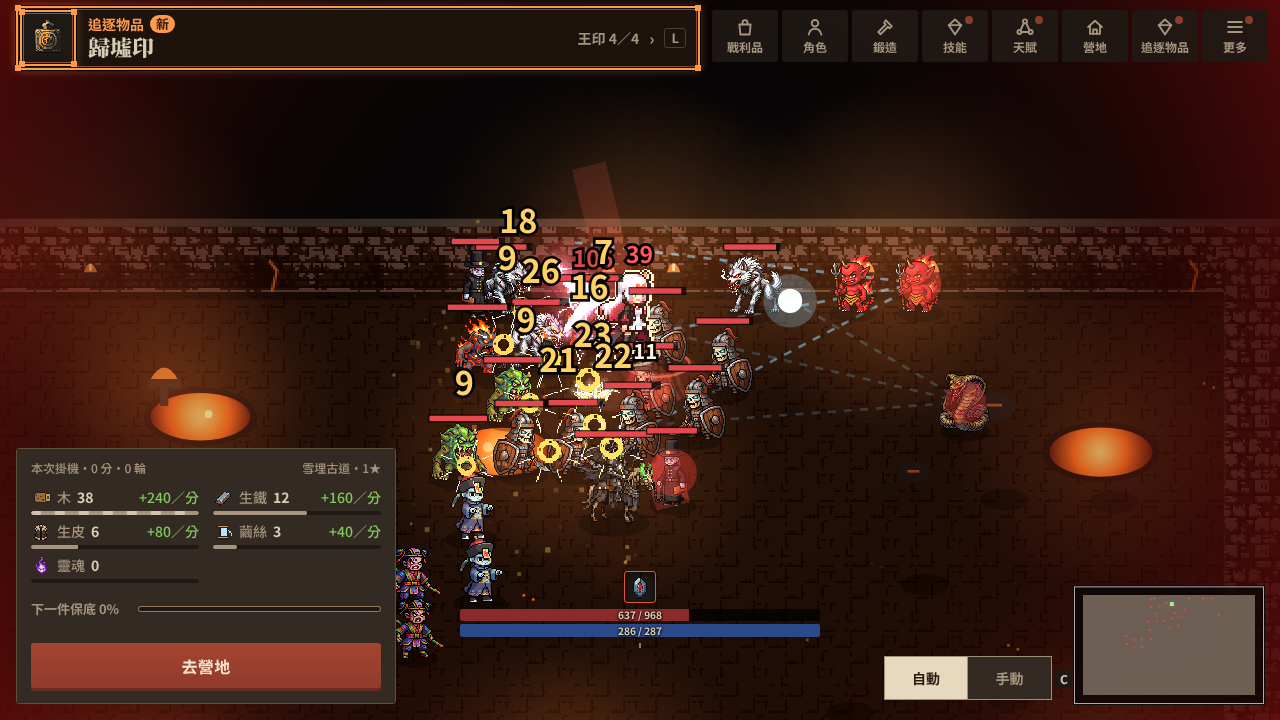 追逐物品 新
歸墟印
王印 4／4 › L
戰利品
角色
鍛造
技能
天賦
營地
追逐物品
更多
18
9
26
7
39
16
9
23
21
22
11
9
本次掛機・0 分・0 輪
雪埋古道・1★
木 38 +240／分
生鐵 12 +160／分
生皮 6 +80／分
繭絲 3 +40／分
靈魂 0
下一件保底 0%
去營地
637 / 968
286 / 287
自動
手動
C